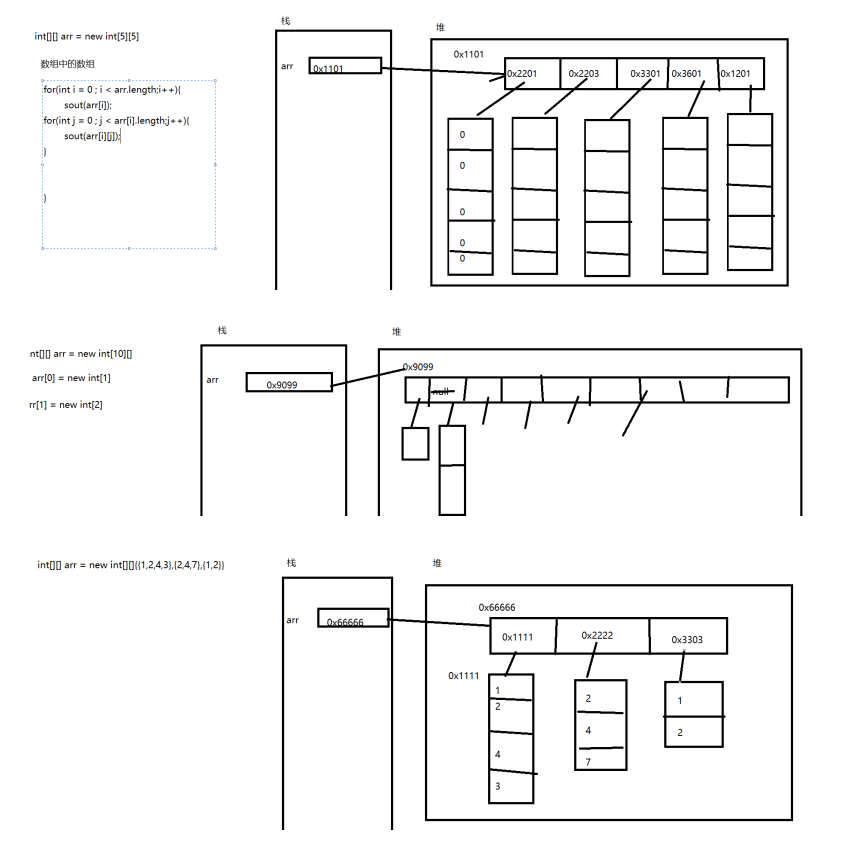 int[][] arr = new int[5][5]
数组中的数组
for(int i = 0 ; i < arr.length;i++){
sout(arr[i]);
for(int j = 0 ; j < arr[i].length;j++){
sout(arr[i][j]);
}
}
栈
arr
0x1101
堆
0x1101
0x2201 0x2203 0x3301 0x3601 0x1201
0
0
0
0
0
nt[][] arr = new int[10][]
arr[0] = new int[1]
rr[1] = new int[2]
栈
arr
0x9099
堆
0x9099
null
int[][] arr = new int[][]{{1,2,4,3},{2,4,7},{1,2}}
栈
arr
0x66666
堆
0x66666
0x1111 0x2222 0x3303
0x1111
1
2
4
3
2
4
7
1
2